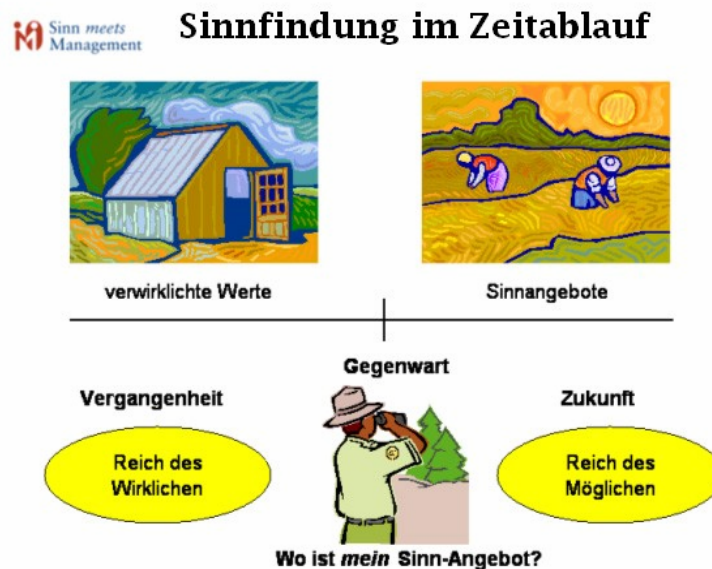 Sinn meets
Management
Sinnfindung im Zeitablauf
verwirklichte Werte
Sinnangebote
Gegenwart
Vergangenheit
Zukunft
Reich des
Wirklichen
Reich des
Möglichen
Wo ist mein Sinn-Angebot?